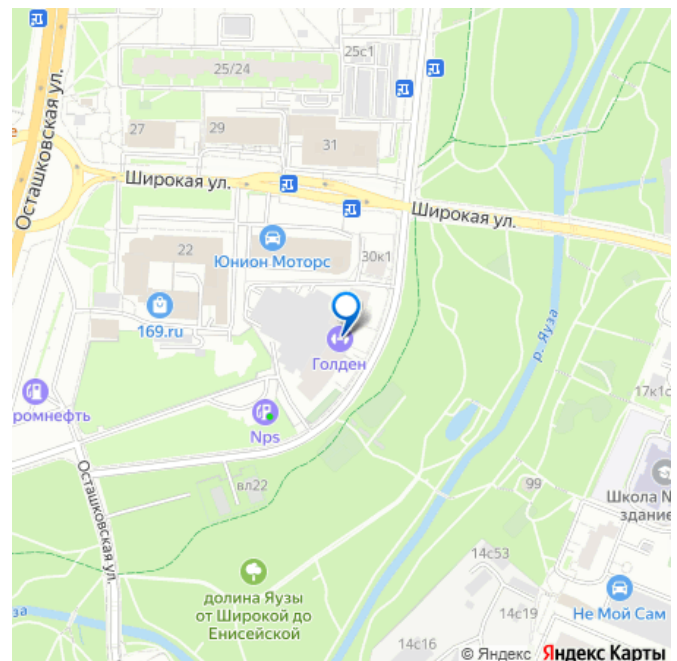 25с1
25/24
Осташковская ул.
27
29
31
Широкая ул.
Широкая ул.
22
Юнион Моторс
30к1
169.ru
Голден
р. Яуза
ромнефть
Nps
17к1с
Осташковская ул.
вл22
99
Школа N
здание
14с53
долина Яузы
от Широкой до
Енисейской
за
14с19
Не Мой Сам
14с16
© Яндекс Яндекс Карты